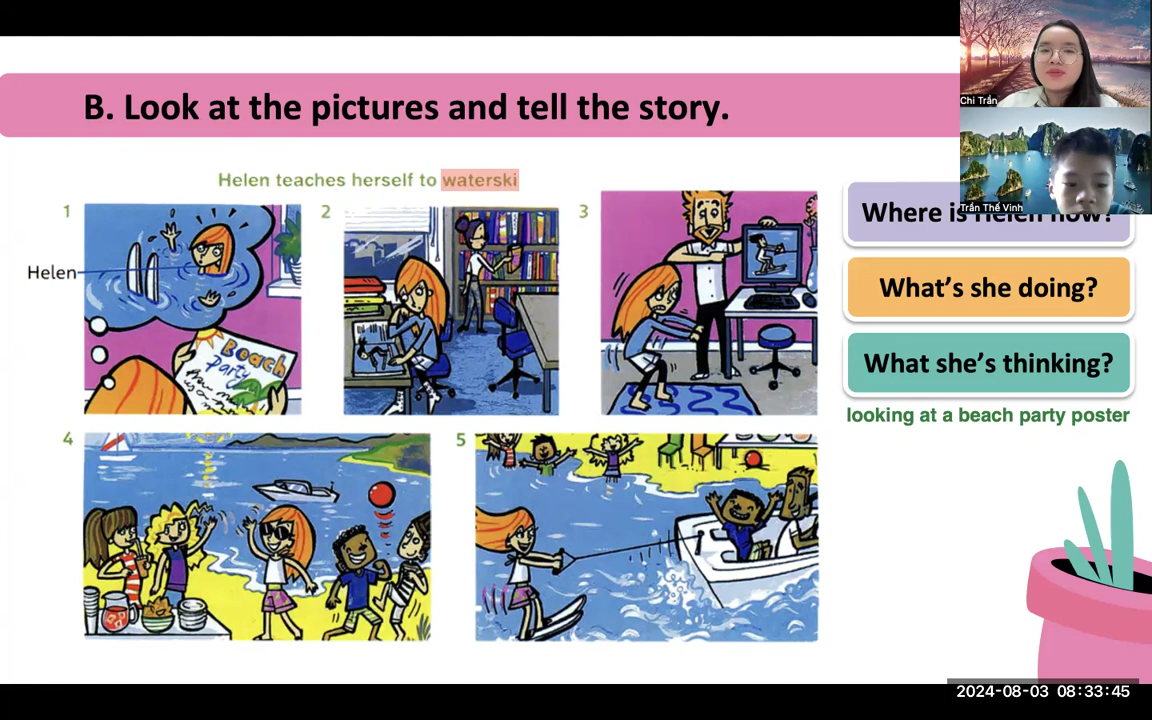 B. Look at the pictures and tell the story.
Chi Trần
Trần Thế Vinh
Helen teaches herself to waterski
1
2
3
Helen
Beach
Party
4
5
Where is Helen now?
What's she doing?
What she's thinking?
looking at a beach party poster
2024-08-03 08:33:45